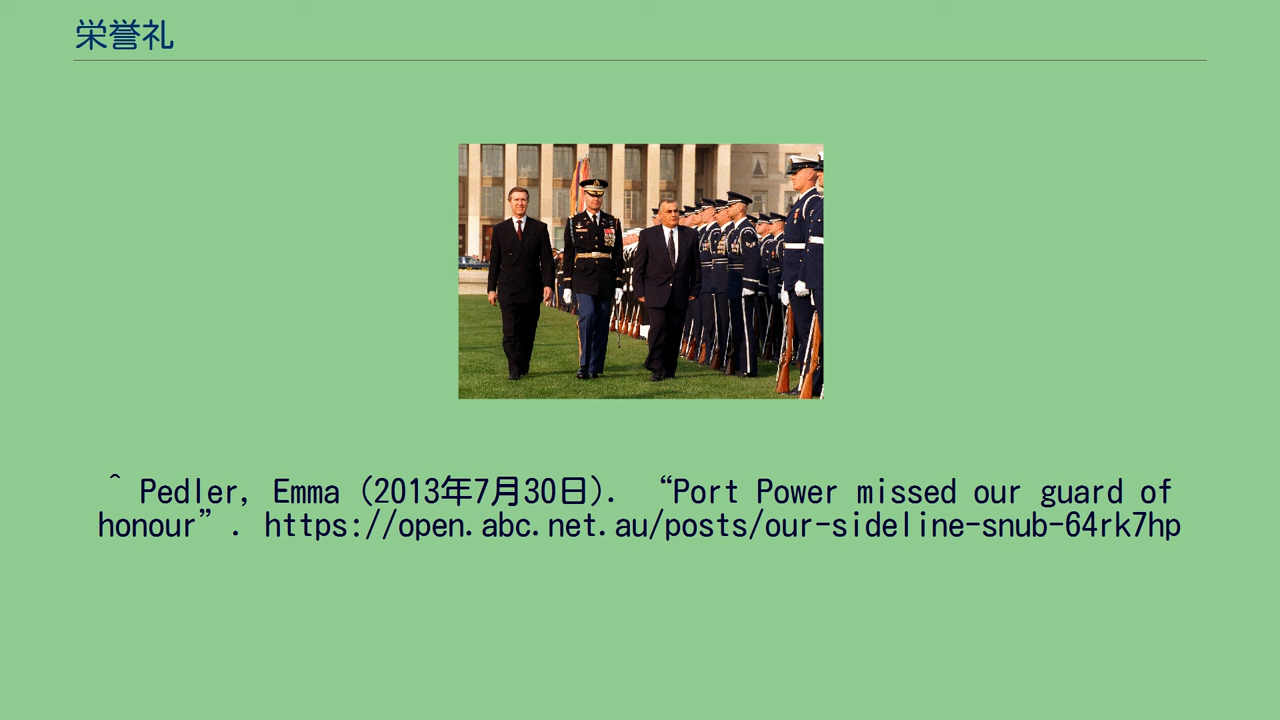 栄誉礼
^ Pedler, Emma (2013年7月30日). “Port Power missed our guard of
honour”. https://open.abc.net.au/posts/our-sideline-snub-64rk7hp